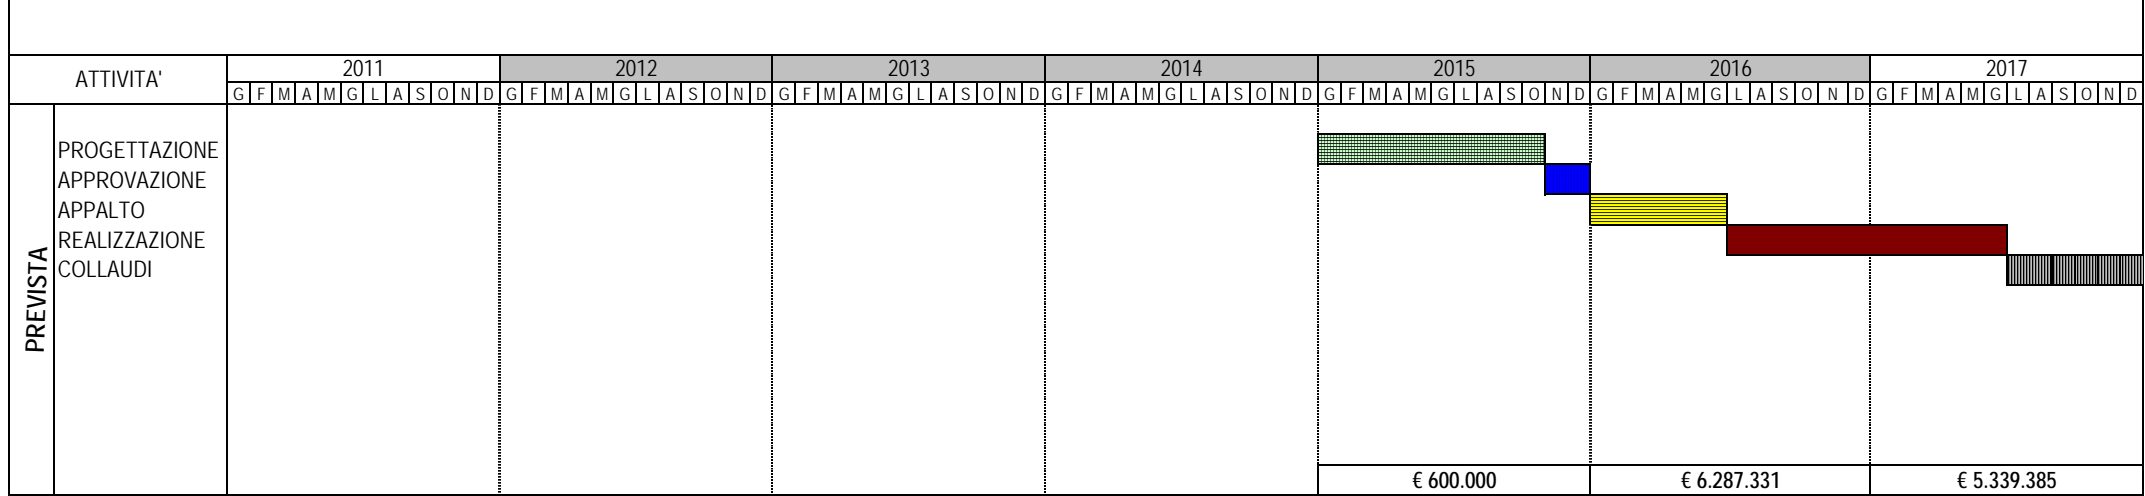 ATTIVITA' 2011 2012 2013 2014 2015 2016 2017
G F M A M G L A S O N D G F M A M G L A S O N D G F M A M G L A S O N D G F M A M G L A S O N D G F M A M G L A S O N D G F M A M G L A S O N D G F M A M G L A S O N D
PREVISTA
PROGETTAZIONE
APPROVAZIONE
APPALTO
REALIZZAZIONE
COLLAUDI
€ 600.000 € 6.287.331 € 5.339.385